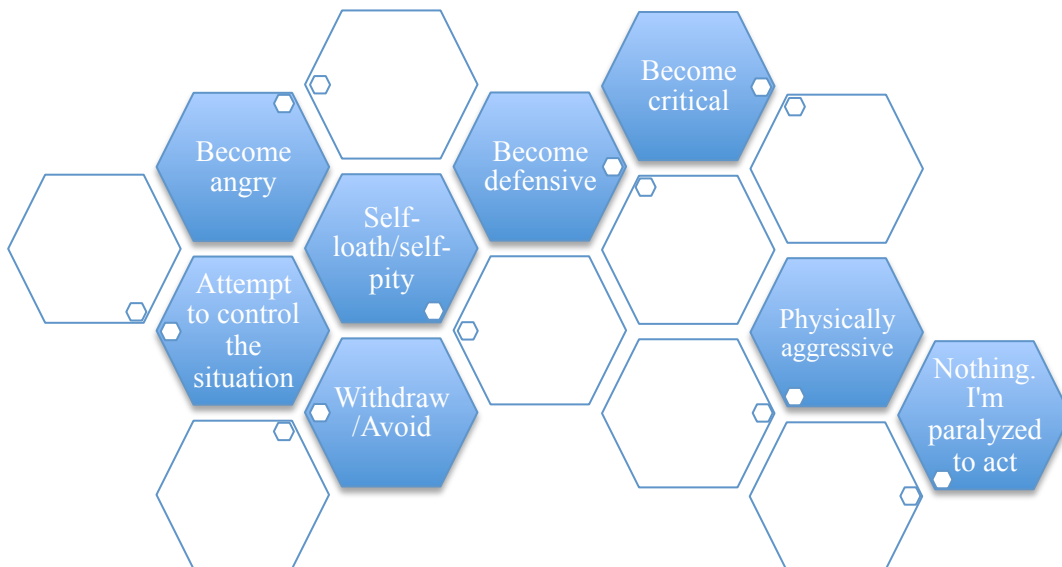 Become
critical
Become
angry
Become
defensive
Self-
loath/self-
pity
Attempt
to control
the
situation
Physically
aggressive
Withdraw
/Avoid
Nothing.
I'm
paralyzed
to act